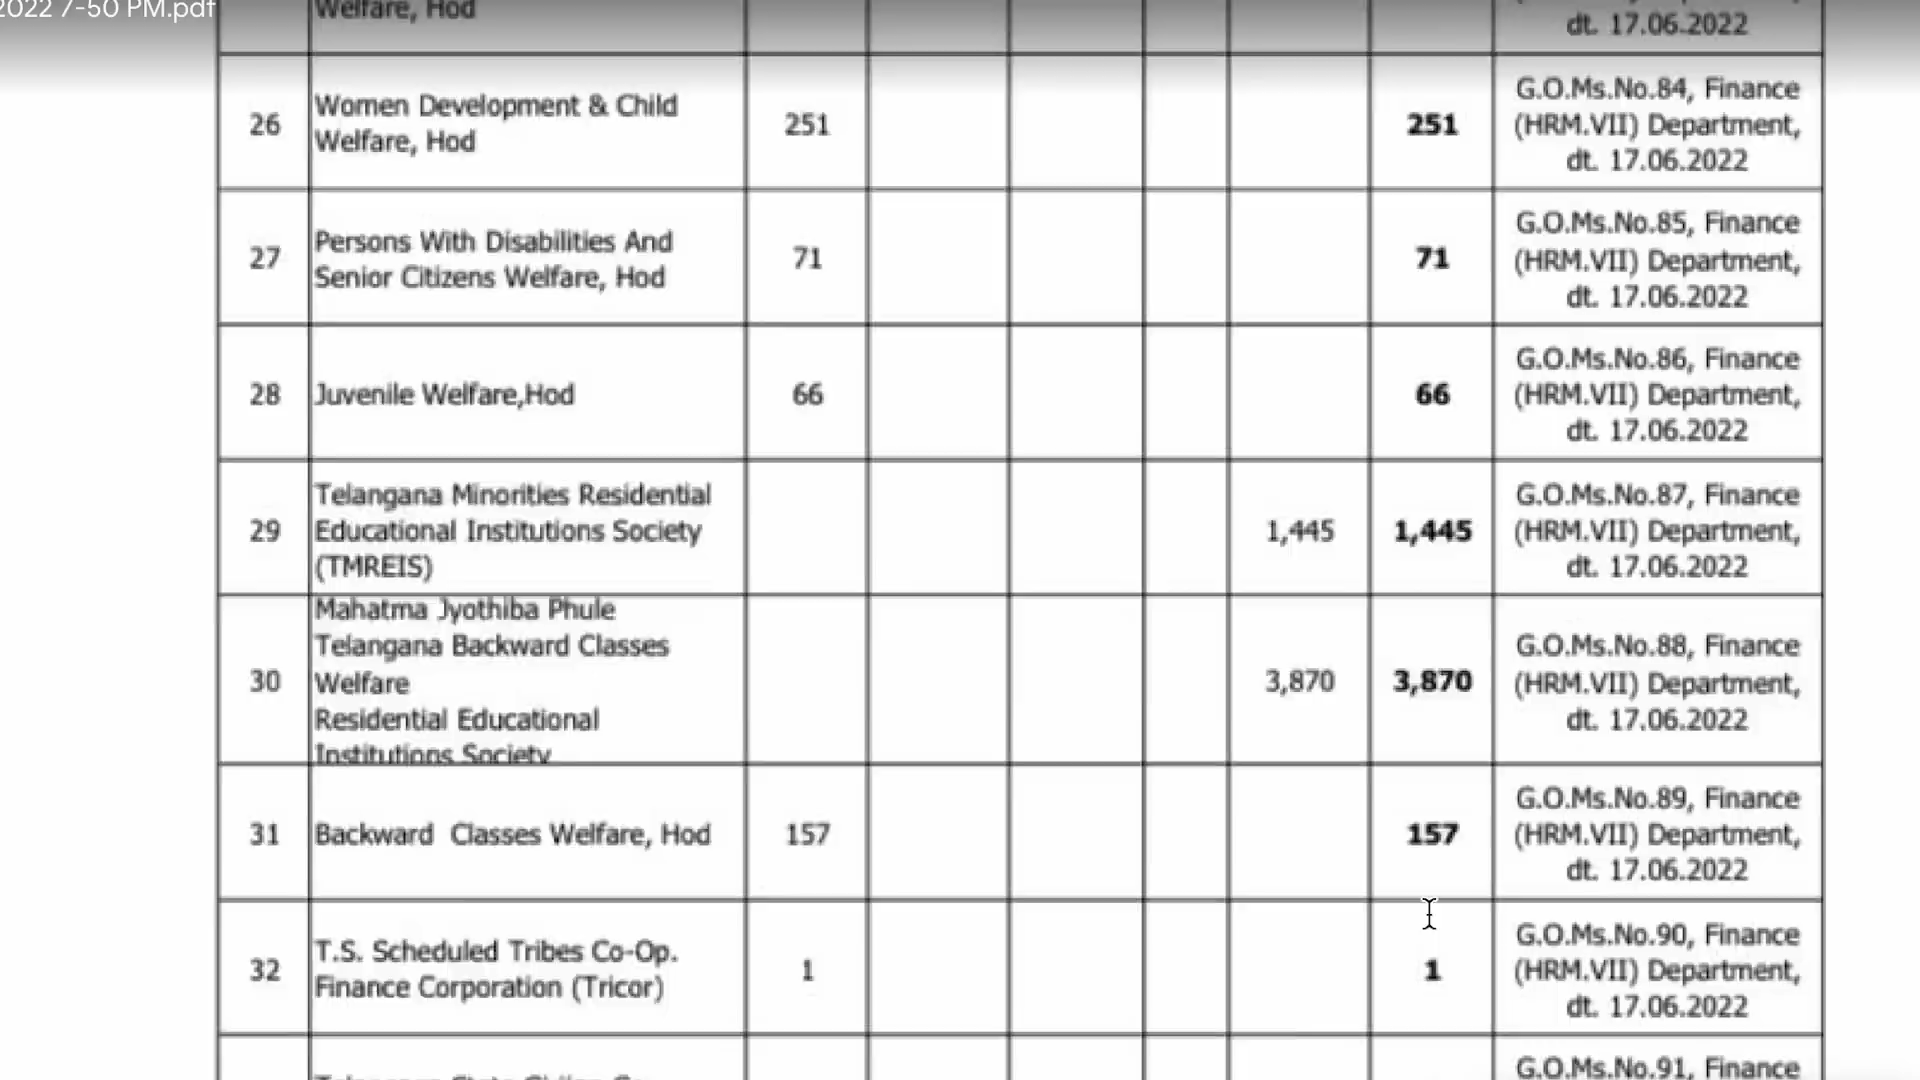 2022 7-50 PM.pdf
Welfare, Hod
dt. 17.06.2022
26
Women Development & Child
Welfare, Hod
251
251
G.O.Ms.No.84, Finance
(HRM.VII) Department,
dt. 17.06.2022
27
Persons With Disabilities And
Senior Citizens Welfare, Hod
71
71
G.O.Ms.No.85, Finance
(HRM.VII) Department,
dt. 17.06.2022
28
Juvenile Welfare,Hod
66
66
G.O.Ms.No.86, Finance
(HRM.VII) Department,
dt. 17.06.2022
29
Telangana Minorities Residential
Educational Institutions Society
(TMREIS)
1,445
1,445
G.O.Ms.No.87, Finance
(HRM.VII) Department,
dt. 17.06.2022
30
Mahatma Jyothiba Phule
Telangana Backward Classes
Welfare
Residential Educational
Institutions Society
3,870
3,870
G.O.Ms.No.88, Finance
(HRM.VII) Department,
dt. 17.06.2022
31
Backward  Classes Welfare, Hod
157
157
G.O.Ms.No.89, Finance
(HRM.VII) Department,
dt. 17.06.2022
32
T.S. Scheduled Tribes Co-Op.
Finance Corporation (Tricor)
1
1
G.O.Ms.No.90, Finance
(HRM.VII) Department,
dt. 17.06.2022
G.O.Ms.No.91, Finance